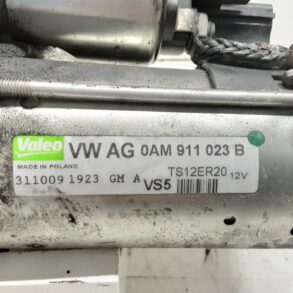 Valeo VW AG 0AM 911 023 B
MADE IN POLAND TS12ER20 12V
311009 1923 GM A VS5